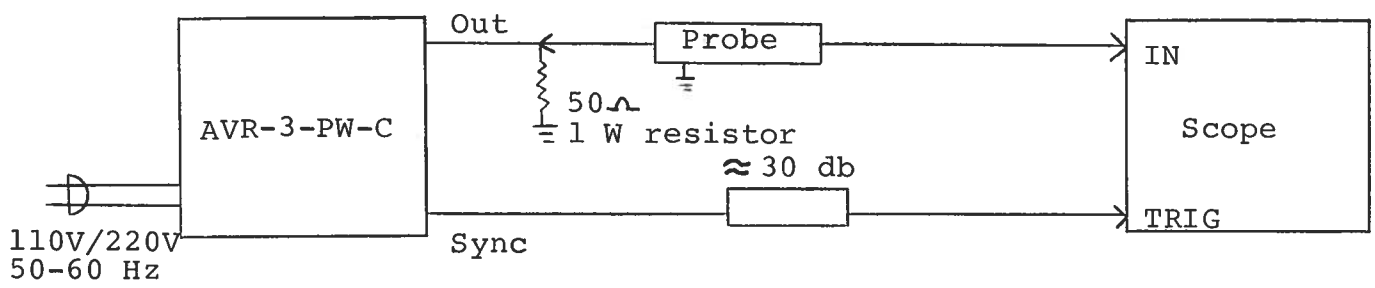 Out
Probe
IN
AVR-3-PW-C
50Ω
1 W resistor
Scope
≈ 30 db
TRIG
Sync
110V/220V
50-60 Hz